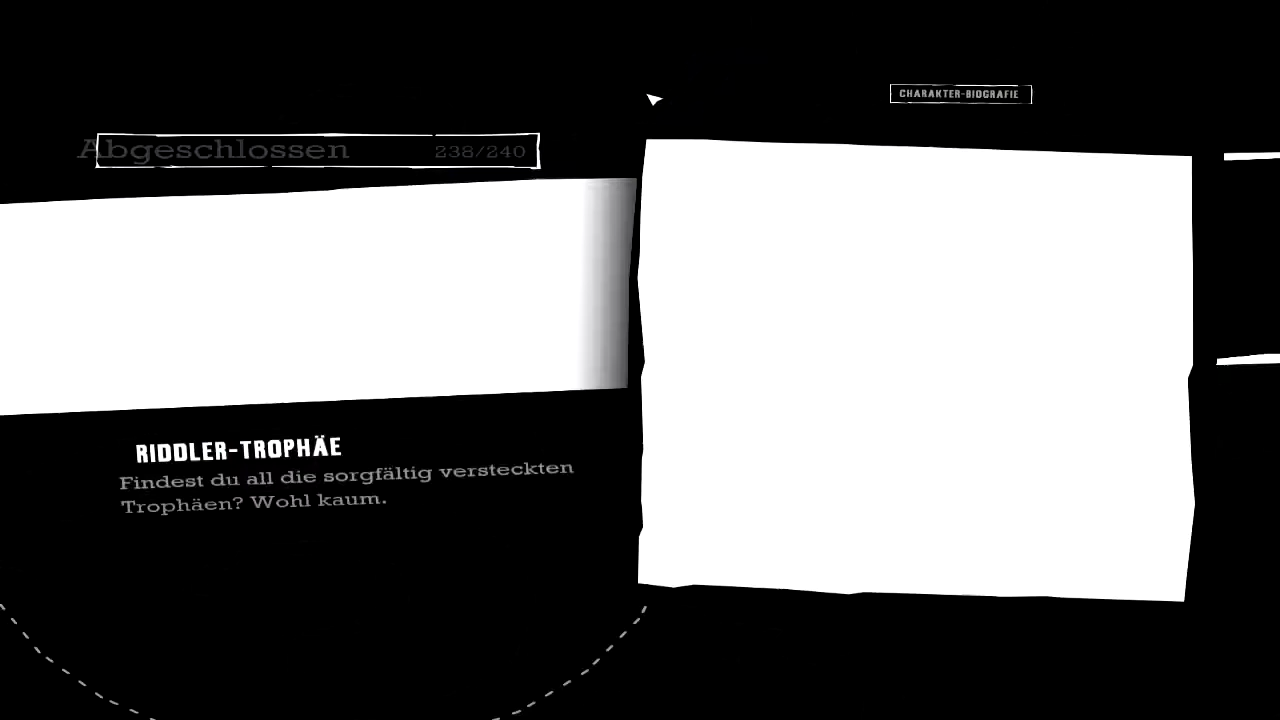 CHARAKTER-BIOGRAFIE
Abgeschlossen 238/240
RIDDLER-TROPHÄE
Findest du all die sorgfältig versteckten
Trophäen? Wohl kaum.